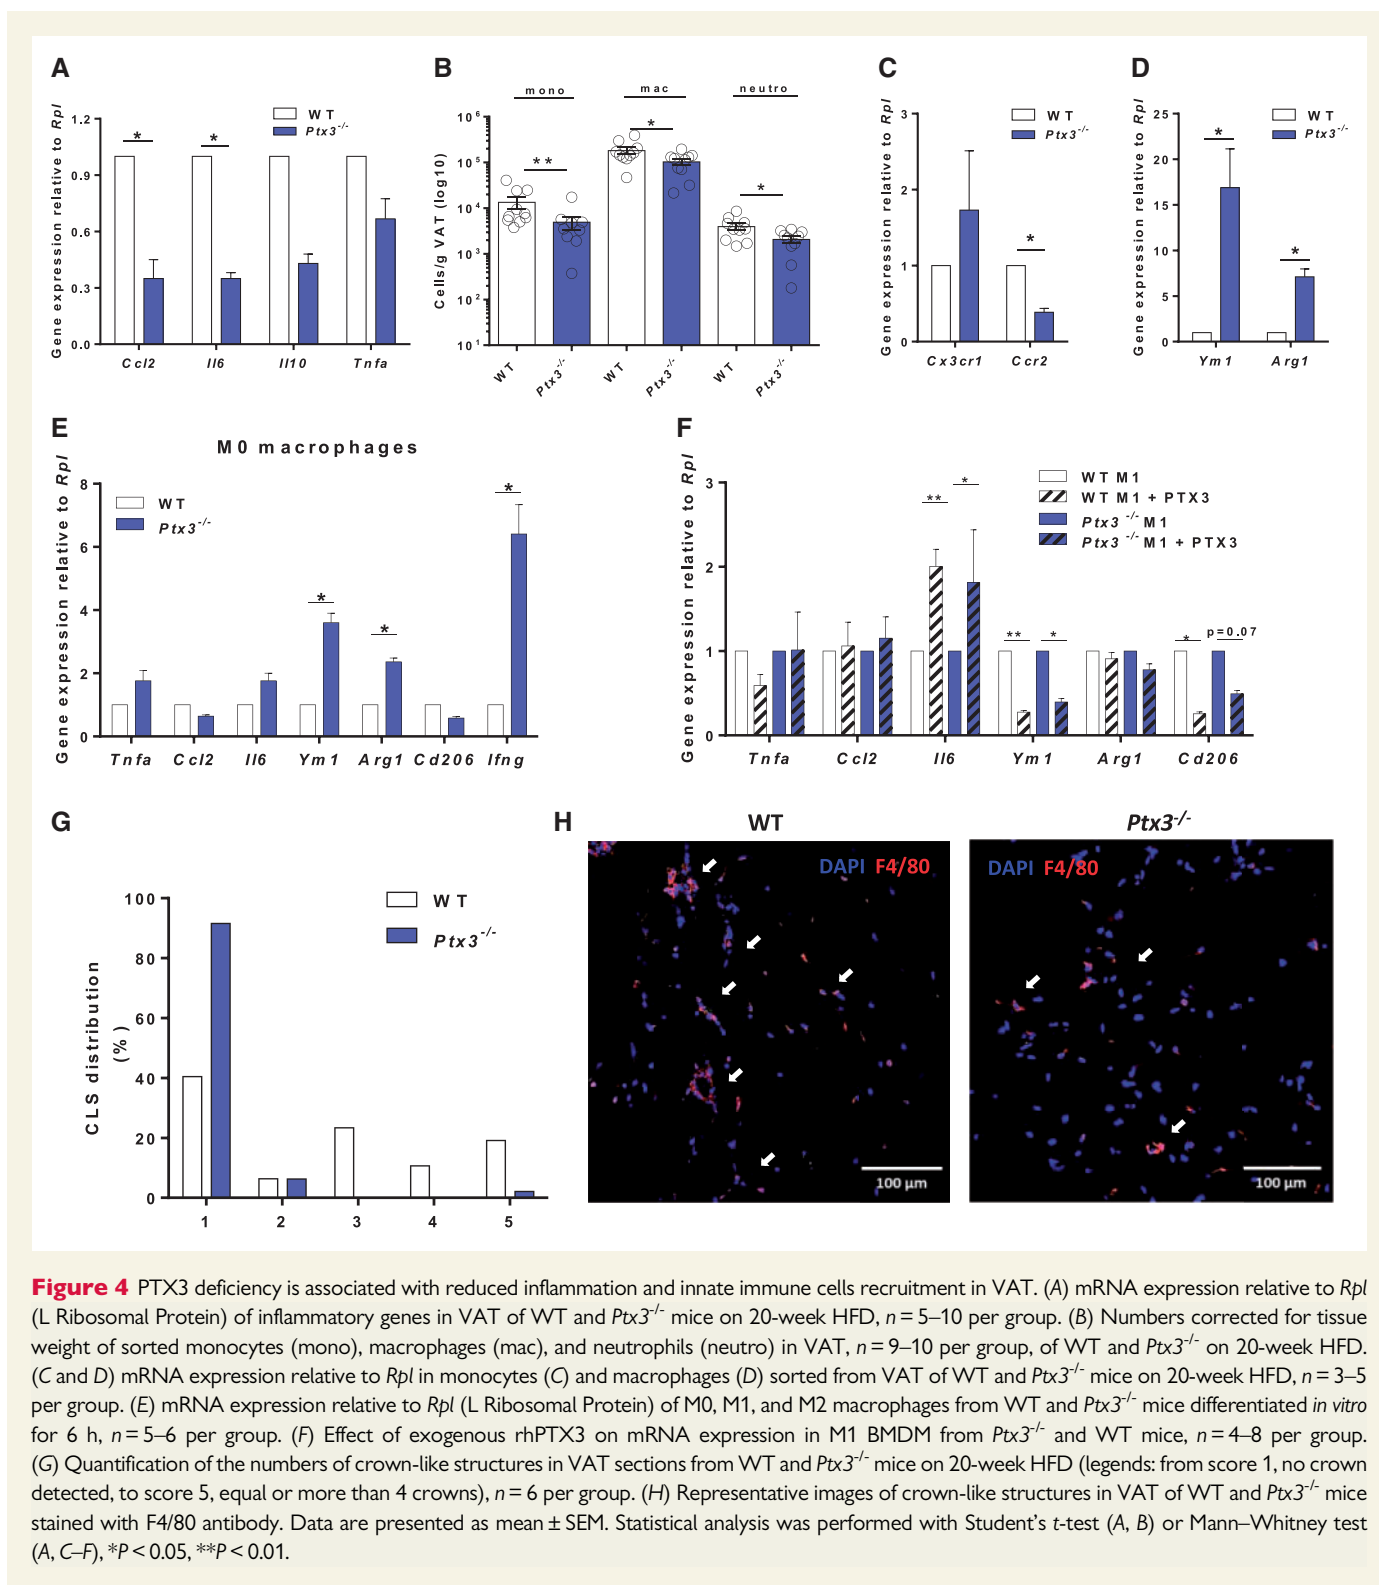 A
WT
Ptx3-/-
Gene expression relative to Rpl
1.2
0.9
0.6
0.3
0.0
*
*
Ccl2 Il6 Il10 Tnfa
B
mono mac neutro
Cells/g VAT (log10)
10⁶
10⁵
10⁴
10³
10²
10¹
**
*
*
WT Ptx3-/- WT Ptx3-/- WT Ptx3-/-
C
WT
Ptx3-/-
Gene expression relative to Rpl
3
2
1
0
*
Cx3cr1 Ccr2
D
WT
Ptx3-/-
Gene expression relative to Rpl
25
20
15
10
5
0
*
*
Ym1 Arg1
E
M0 macrophages
WT
Ptx3-/-
Gene expression relative to Rpl
8
6
4
2
0
*
*
*
Tnfa Ccl2 Il6 Ym1 Arg1 Cd206 Ifng
F
WT M1
WT M1 + PTX3
Ptx3-/- M1
Ptx3-/- M1 + PTX3
Gene expression relative to Rpl
3
2
1
0
** *
** *
* p=0.07
Tnfa Ccl2 Il6 Ym1 Arg1 Cd206
G
WT
Ptx3-/-
CLS distribution
(%)
100
80
60
40
20
0
1 2 3 4 5
H
WT
DAPI F4/80
100 μm
Ptx3-/-
DAPI F4/80
100 μm
Figure 4 PTX3 deficiency is associated with reduced inflammation and innate immune cells recruitment in VAT. (A) mRNA expression relative to Rpl
(L Ribosomal Protein) of inflammatory genes in VAT of WT and Ptx3-/- mice on 20-week HFD, n = 5–10 per group. (B) Numbers corrected for tissue
weight of sorted monocytes (mono), macrophages (mac), and neutrophils (neutro) in VAT, n = 9–10 per group, of WT and Ptx3-/- on 20-week HFD.
(C and D) mRNA expression relative to Rpl in monocytes (C) and macrophages (D) sorted from VAT of WT and Ptx3-/- mice on 20-week HFD, n = 3–5
per group. (E) mRNA expression relative to Rpl (L Ribosomal Protein) of M0, M1, and M2 macrophages from WT and Ptx3-/- mice differentiated in vitro
for 6 h, n = 5–6 per group. (F) Effect of exogenous rhPTX3 on mRNA expression in M1 BMDM from Ptx3-/- and WT mice, n = 4–8 per group.
(G) Quantification of the numbers of crown-like structures in VAT sections from WT and Ptx3-/- mice on 20-week HFD (legends: from score 1, no crown
detected, to score 5, equal or more than 4 crowns), n = 6 per group. (H) Representative images of crown-like structures in VAT of WT and Ptx3-/- mice
stained with F4/80 antibody. Data are presented as mean ± SEM. Statistical analysis was performed with Student's t-test (A, B) or Mann–Whitney test
(A, C–F), *P < 0.05, **P < 0.01.